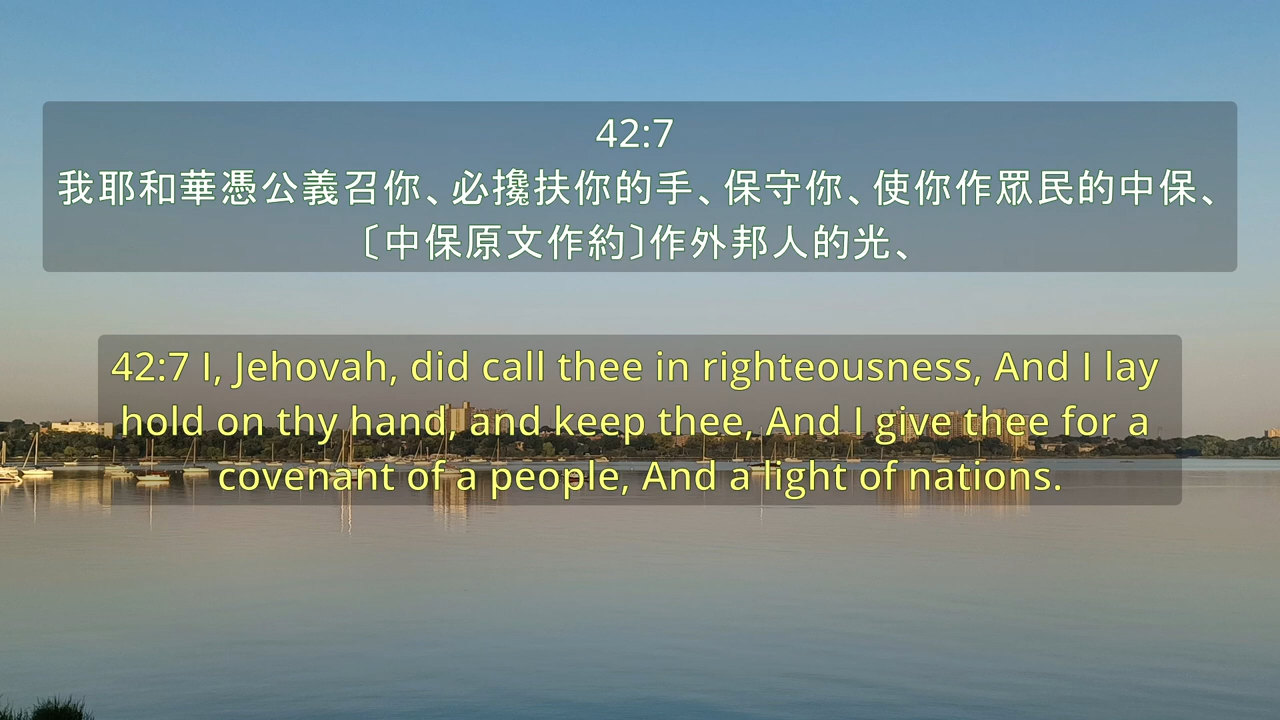 42:7
我耶和華憑公義召你、必攙扶你的手、保守你、使你作眾民的中保、
〔中保原文作約〕作外邦人的光、
42:7 I, Jehovah, did call thee in righteousness, And I lay
hold on thy hand, and keep thee, And I give thee for a
covenant of a people, And a light of nations.